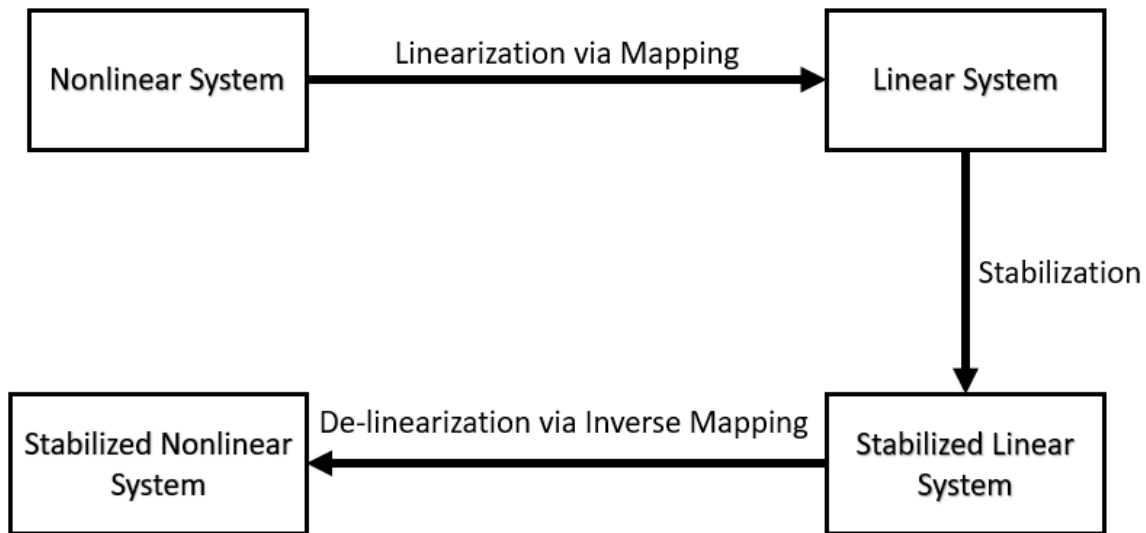 Nonlinear System
Linearization via Mapping
Linear System
Stabilization
Stabilized Nonlinear
System
De-linearization via Inverse Mapping
Stabilized Linear
System